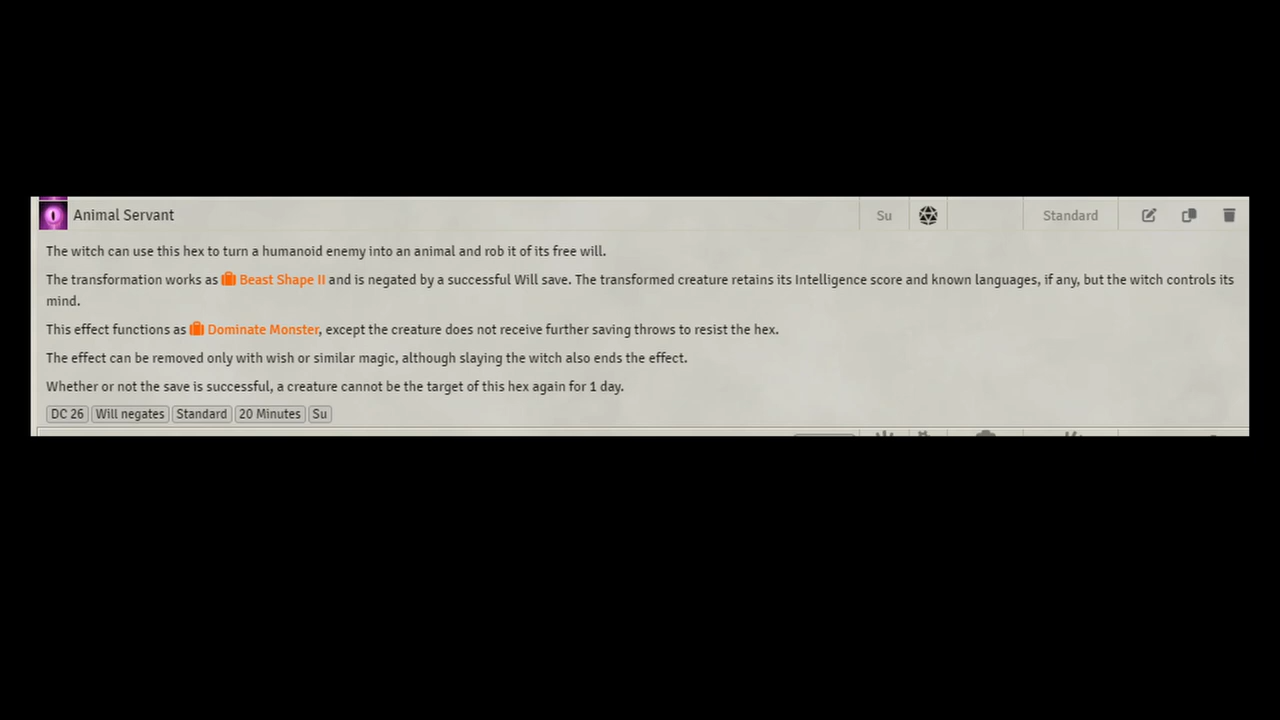 Animal Servant Su Standard
The witch can use this hex to turn a humanoid enemy into an animal and rob it of its free will.
The transformation works as Beast Shape II and is negated by a successful Will save. The transformed creature retains its Intelligence score and known languages, if any, but the witch controls its
mind.
This effect functions as Dominate Monster, except the creature does not receive further saving throws to resist the hex.
The effect can be removed only with wish or similar magic, although slaying the witch also ends the effect.
Whether or not the save is successful, a creature cannot be the target of this hex again for 1 day.
DC 26 Will negates Standard 20 Minutes Su